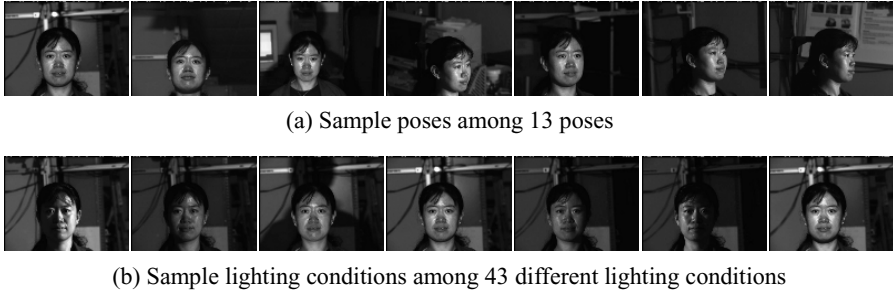 (a) Sample poses among 13 poses
(b) Sample lighting conditions among 43 different lighting conditions